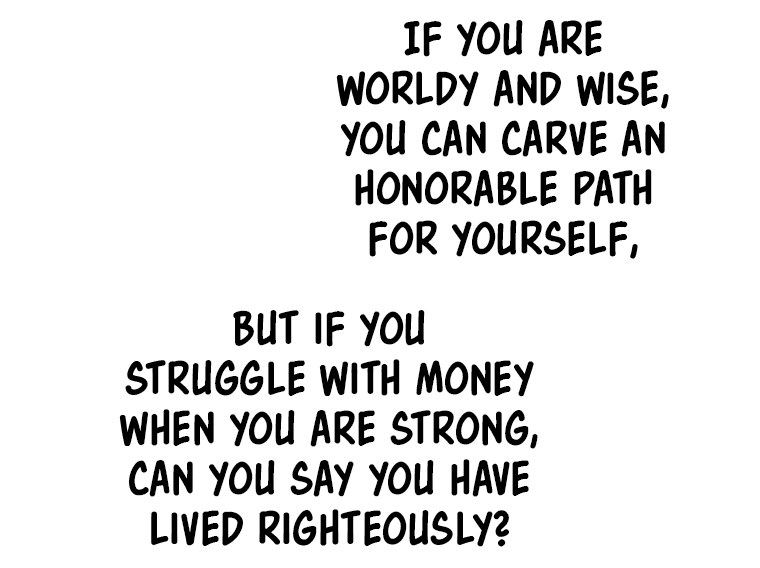 IF YOU ARE
WORLDY AND WISE,
YOU CAN CARVE AN
HONORABLE PATH
FOR YOURSELF,
BUT IF YOU
STRUGGLE WITH MONEY
WHEN YOU ARE STRONG,
CAN YOU SAY YOU HAVE
LIVED RIGHTEOUSLY?